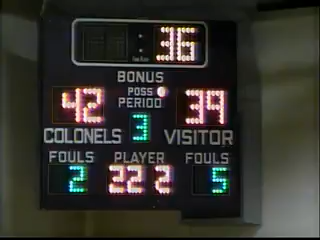 : 36
BONUS
42 POSS 39
PERIOD
COLONELS 3 VISITOR
FOULS PLAYER FOULS
2 22 2 5